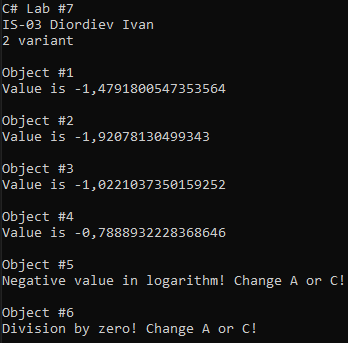 C# Lab #7
IS-03 Diordiev Ivan
2 variant
Object #1
Value is -1,4791800547353564
Object #2
Value is -1,92078130499343
Object #3
Value is -1,0221037350159252
Object #4
Value is -0,7888932228368646
Object #5
Negative value in logarithm! Change A or C!
Object #6
Division by zero! Change A or C!